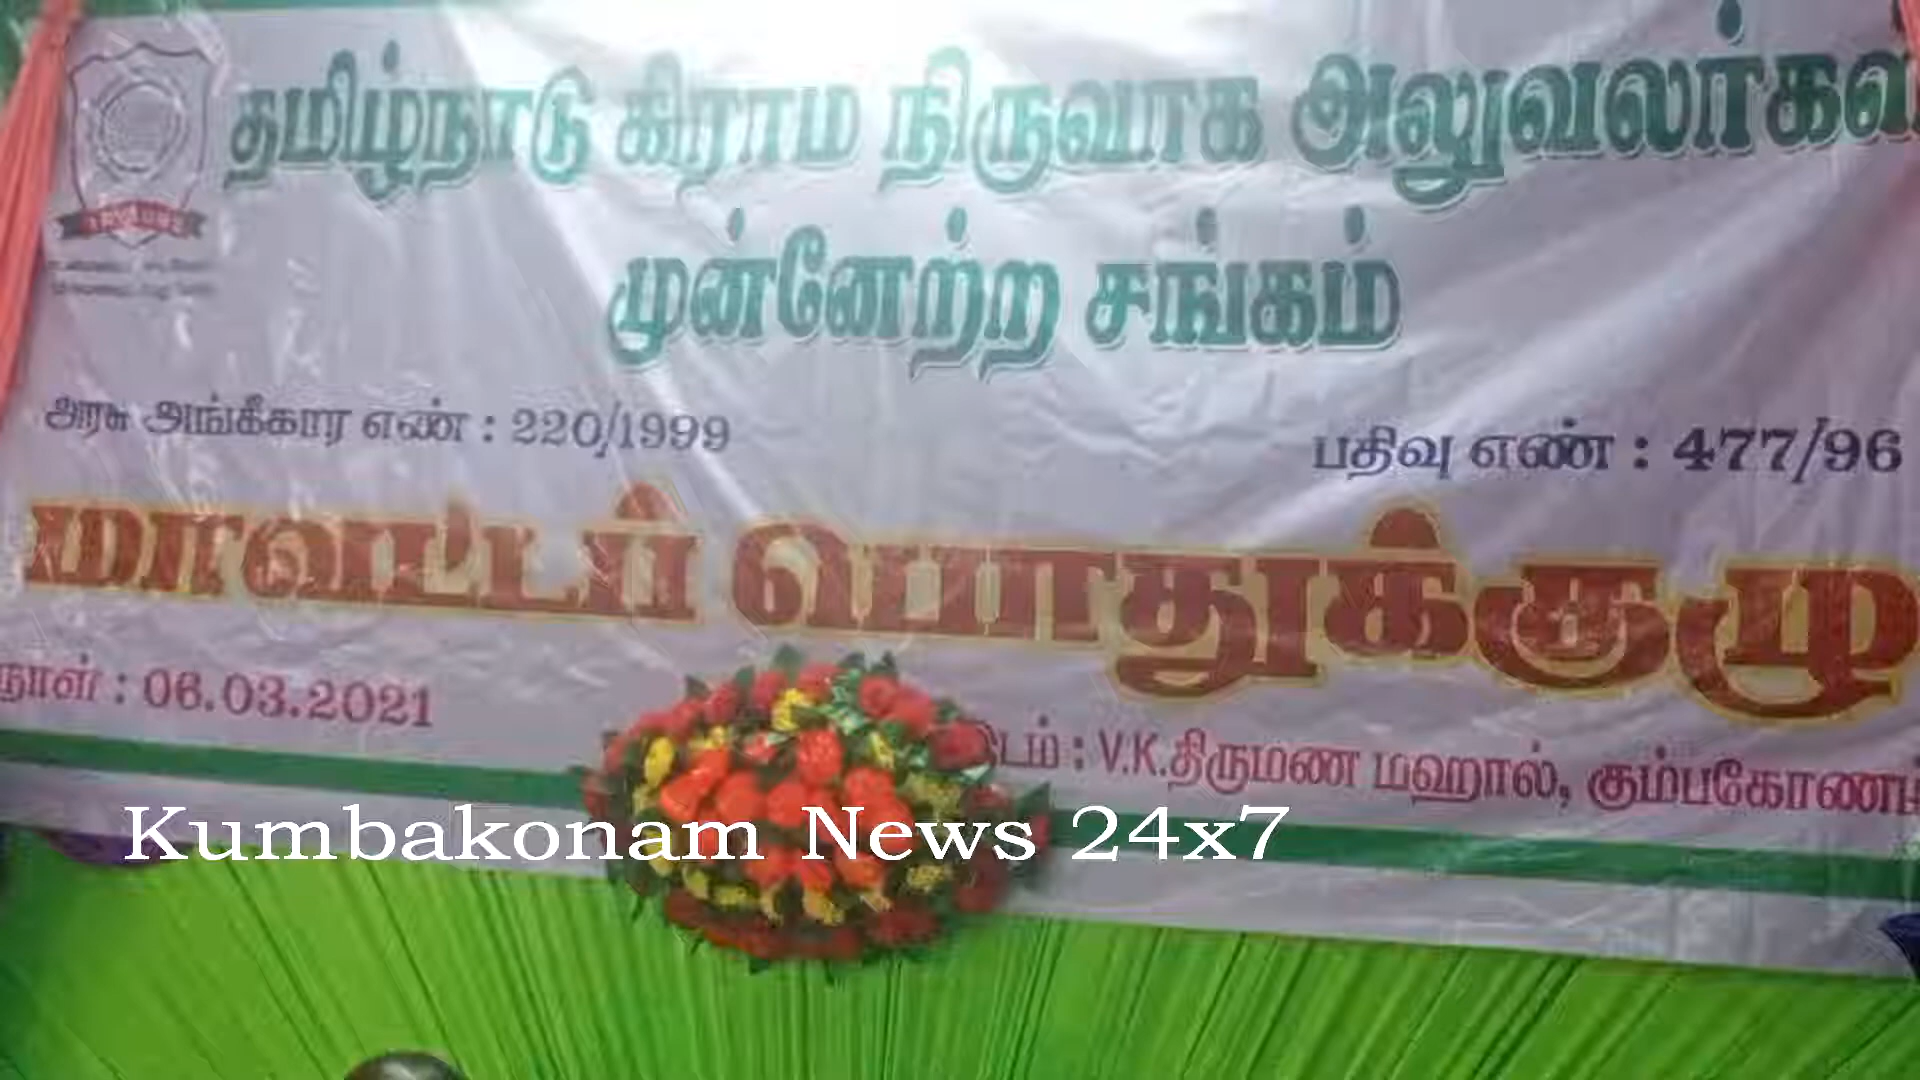 தமிழ்நாடு கிராம நிருவாக அலுவலர்கள்
முன்னேற்ற சங்கம்
அரசு அங்கீகார எண் : 220/1999
பதிவு எண் : 477/96
மாவட்டர் பொதுக்குழு
நாள் : 06.03.2021
இடம் : V.K.திருமண மஹால், கும்பகோணம்
Kumbakonam News 24x7